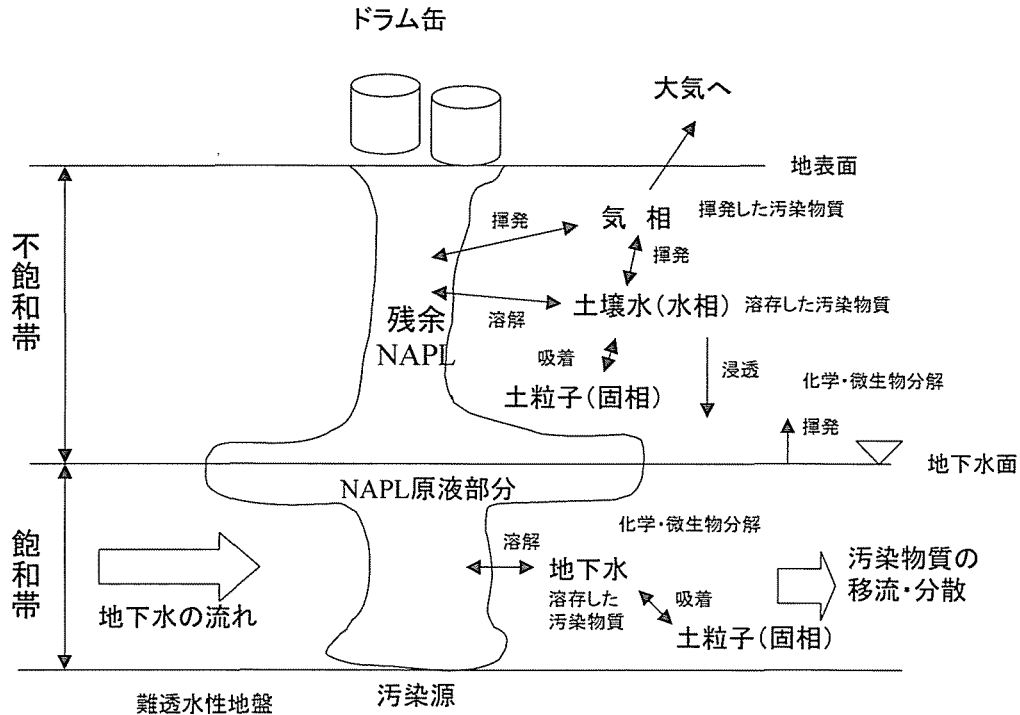 ドラム缶
大気へ
地表面
気 相
揮発した汚染物質
揮発
揮発
不飽和帯
土壌水(水相)
溶存した汚染物質
溶解
残余
NAPL
吸着
浸透
土粒子(固相)
化学・微生物分解
揮発
地下水面
NAPL原液部分
化学・微生物分解
飽和帯
溶解
地下水
溶存した
汚染物質
吸着
汚染物質の
移流・分散
地下水の流れ
土粒子(固相)
難透水性地盤
汚染源